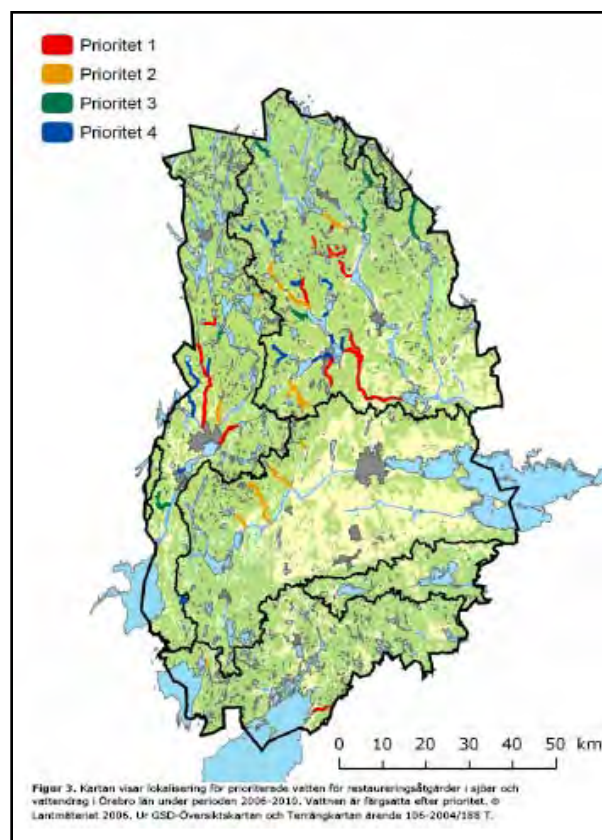 Prioritet 1
Prioritet 2
Prioritet 3
Prioritet 4
0 10 20 30 40 50 km
Figur 3. Kartan visar lokalisering för prioriterade vatten för restaureringsåtgärder i sjöar och
vattendrag i Örebro län under perioden 2006-2010. Vattnen är färgsatta efter prioritet. ©
Lantmäteriet 2006. Ur GSD-Översiktskartan och Terrängkartan ärende 106-2004/188 T.